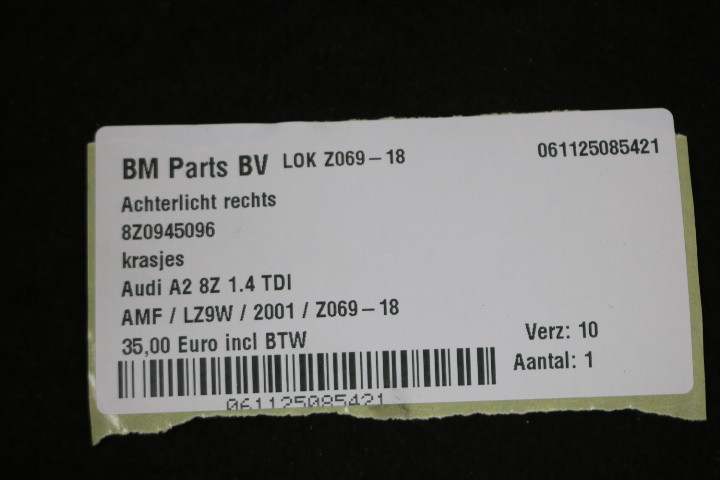 BM Parts BV LOK Z069-18 061125085421
Achterlicht rechts
8Z0945096
krasjes
Audi A2 8Z 1.4 TDI
AMF / LZ9W / 2001 / Z069-18
35,00 Euro incl BTW Verz: 10
Aantal: 1
061125085421